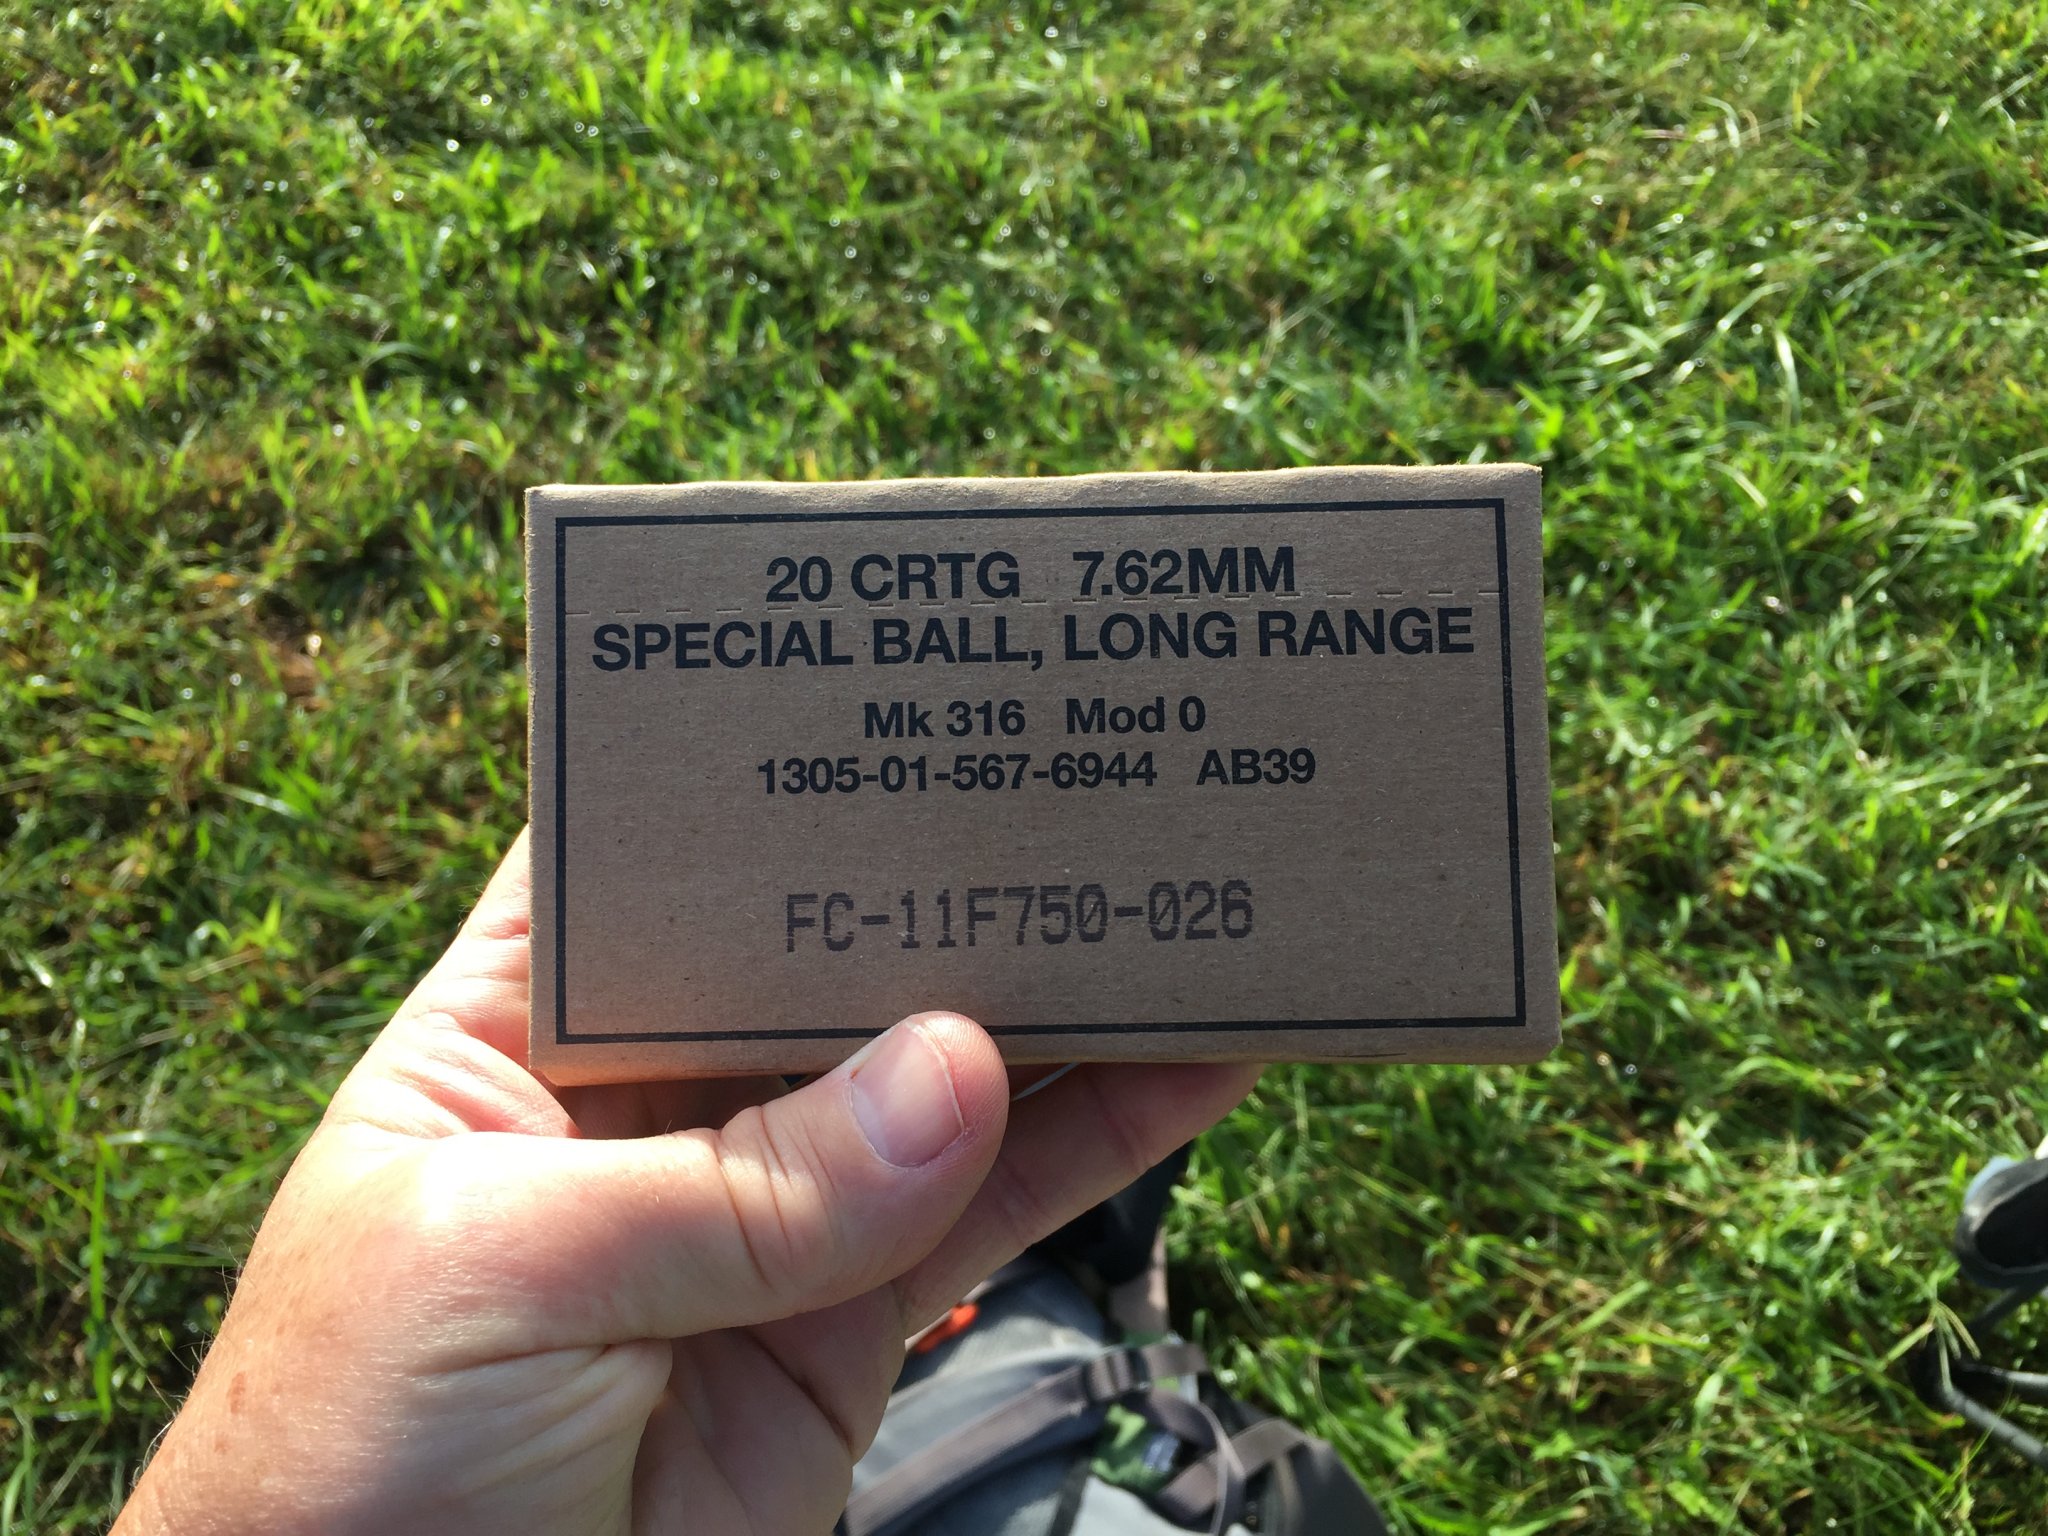 20 CRTG 7.62MM
SPECIAL BALL, LONG RANGE
Mk 316 Mod 0
1305-01-567-6944 AB39
FC-11F750-026